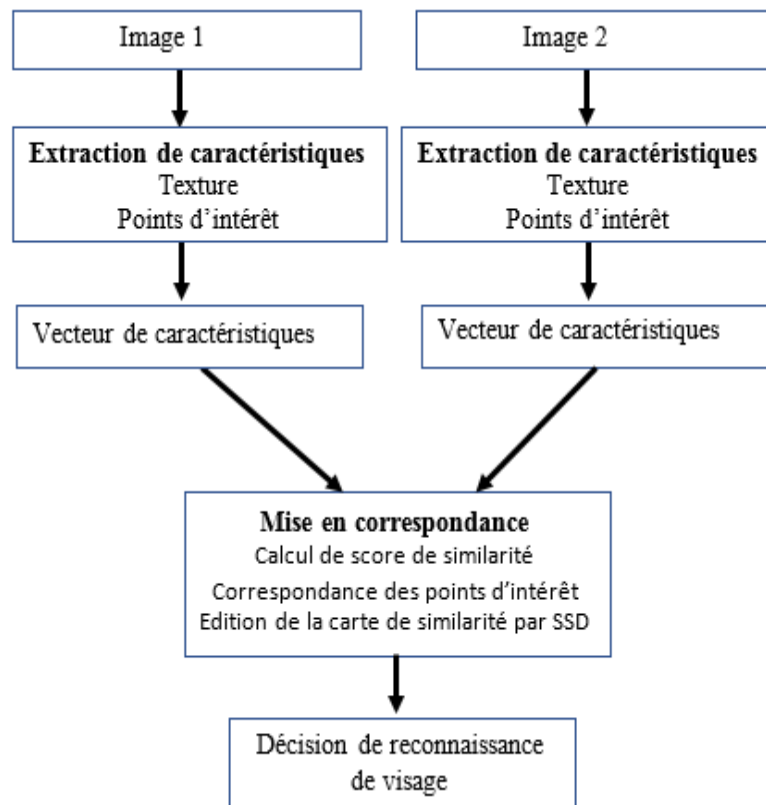 Image 1
Image 2
Extraction de caractéristiques
Texture
Points d'intérêt
Extraction de caractéristiques
Texture
Points d'intérêt
Vecteur de caractéristiques
Vecteur de caractéristiques
Mise en correspondance
Calcul de score de similarité
Correspondance des points d'intérêt
Edition de la carte de similarité par SSD
Décision de reconnaissance
de visage